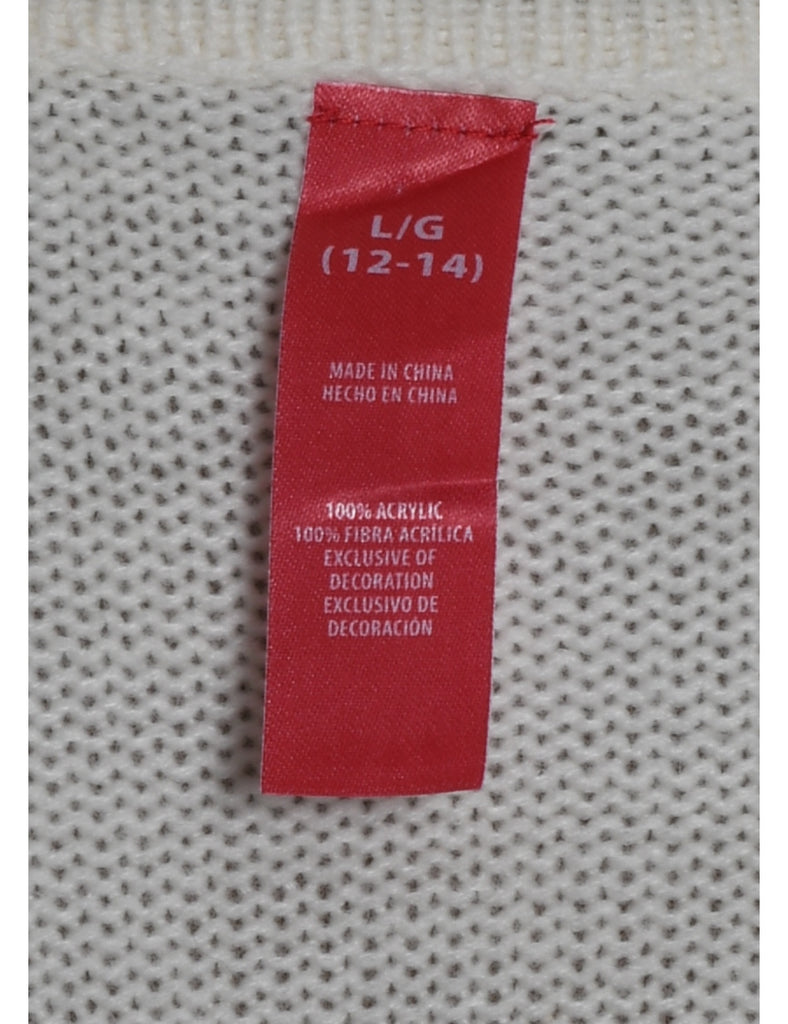 L/G
(12-14)
MADE IN CHINA
HECHO EN CHINA
100% ACRYLIC
100% FIBRA ACRÍLICA
EXCLUSIVE OF
DECORATION
EXCLUSIVO DE
DECORACIÓN